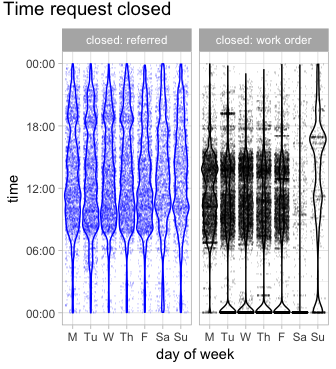 Time request closed
closed: referred
closed: work order
00:00
18:00
12:00
06:00
00:00
time
M Tu W Th F Sa Su
M Tu W Th F Sa Su
day of week